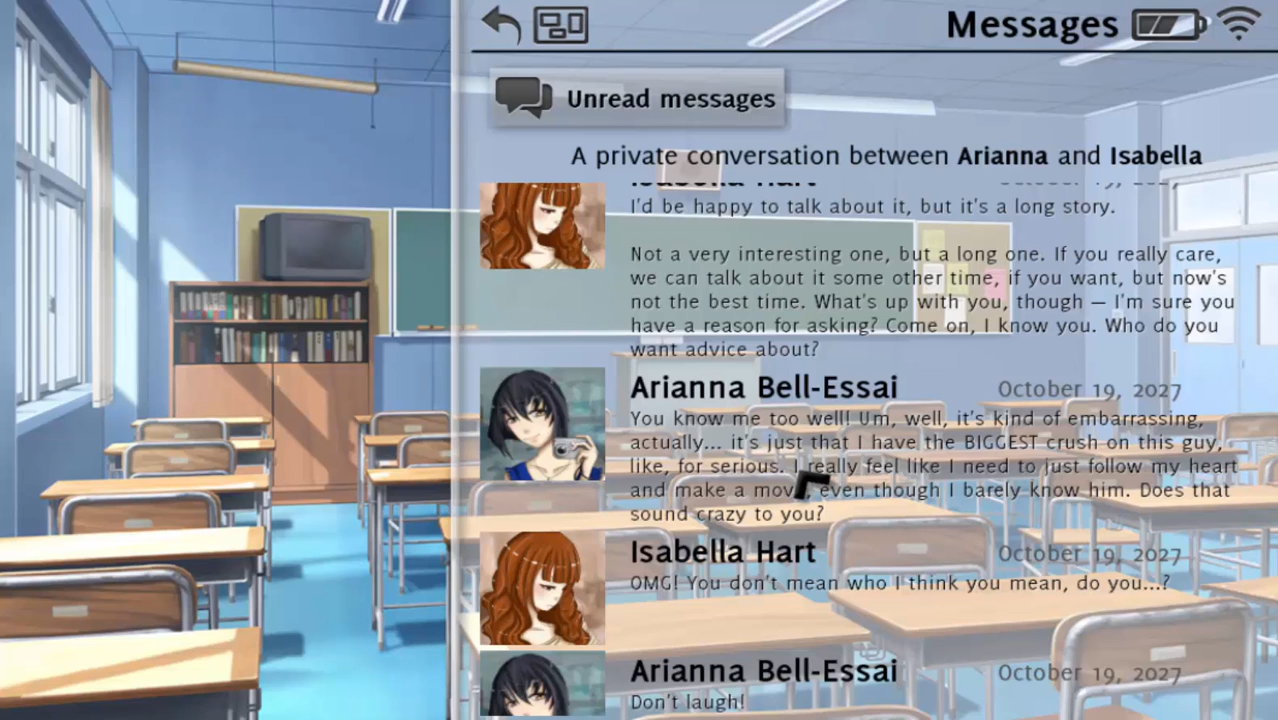 Messages
Unread messages
A private conversation between Arianna and Isabella
Isabella Hart
I'd be happy to talk about it, but it's a long story.
Not a very interesting one, but a long one. If you really care,
we can talk about it some other time, if you want, but now's
not the best time. What's up with you, though — I'm sure you
have a reason for asking? Come on, I know you. Who do you
want advice about?
Arianna Bell-Essai October 19, 2027
You know me too well! Um, well, it's kind of embarrassing,
actually... it's just that I have the BIGGEST crush on this guy,
like, for serious. I really feel like I need to just follow my heart
and make a move, even though I barely know him. Does that
sound crazy to you?
Isabella Hart October 19, 2027
OMG! You don't mean who I think you mean, do you...?
Arianna Bell-Essai October 19, 2027
Don't laugh!